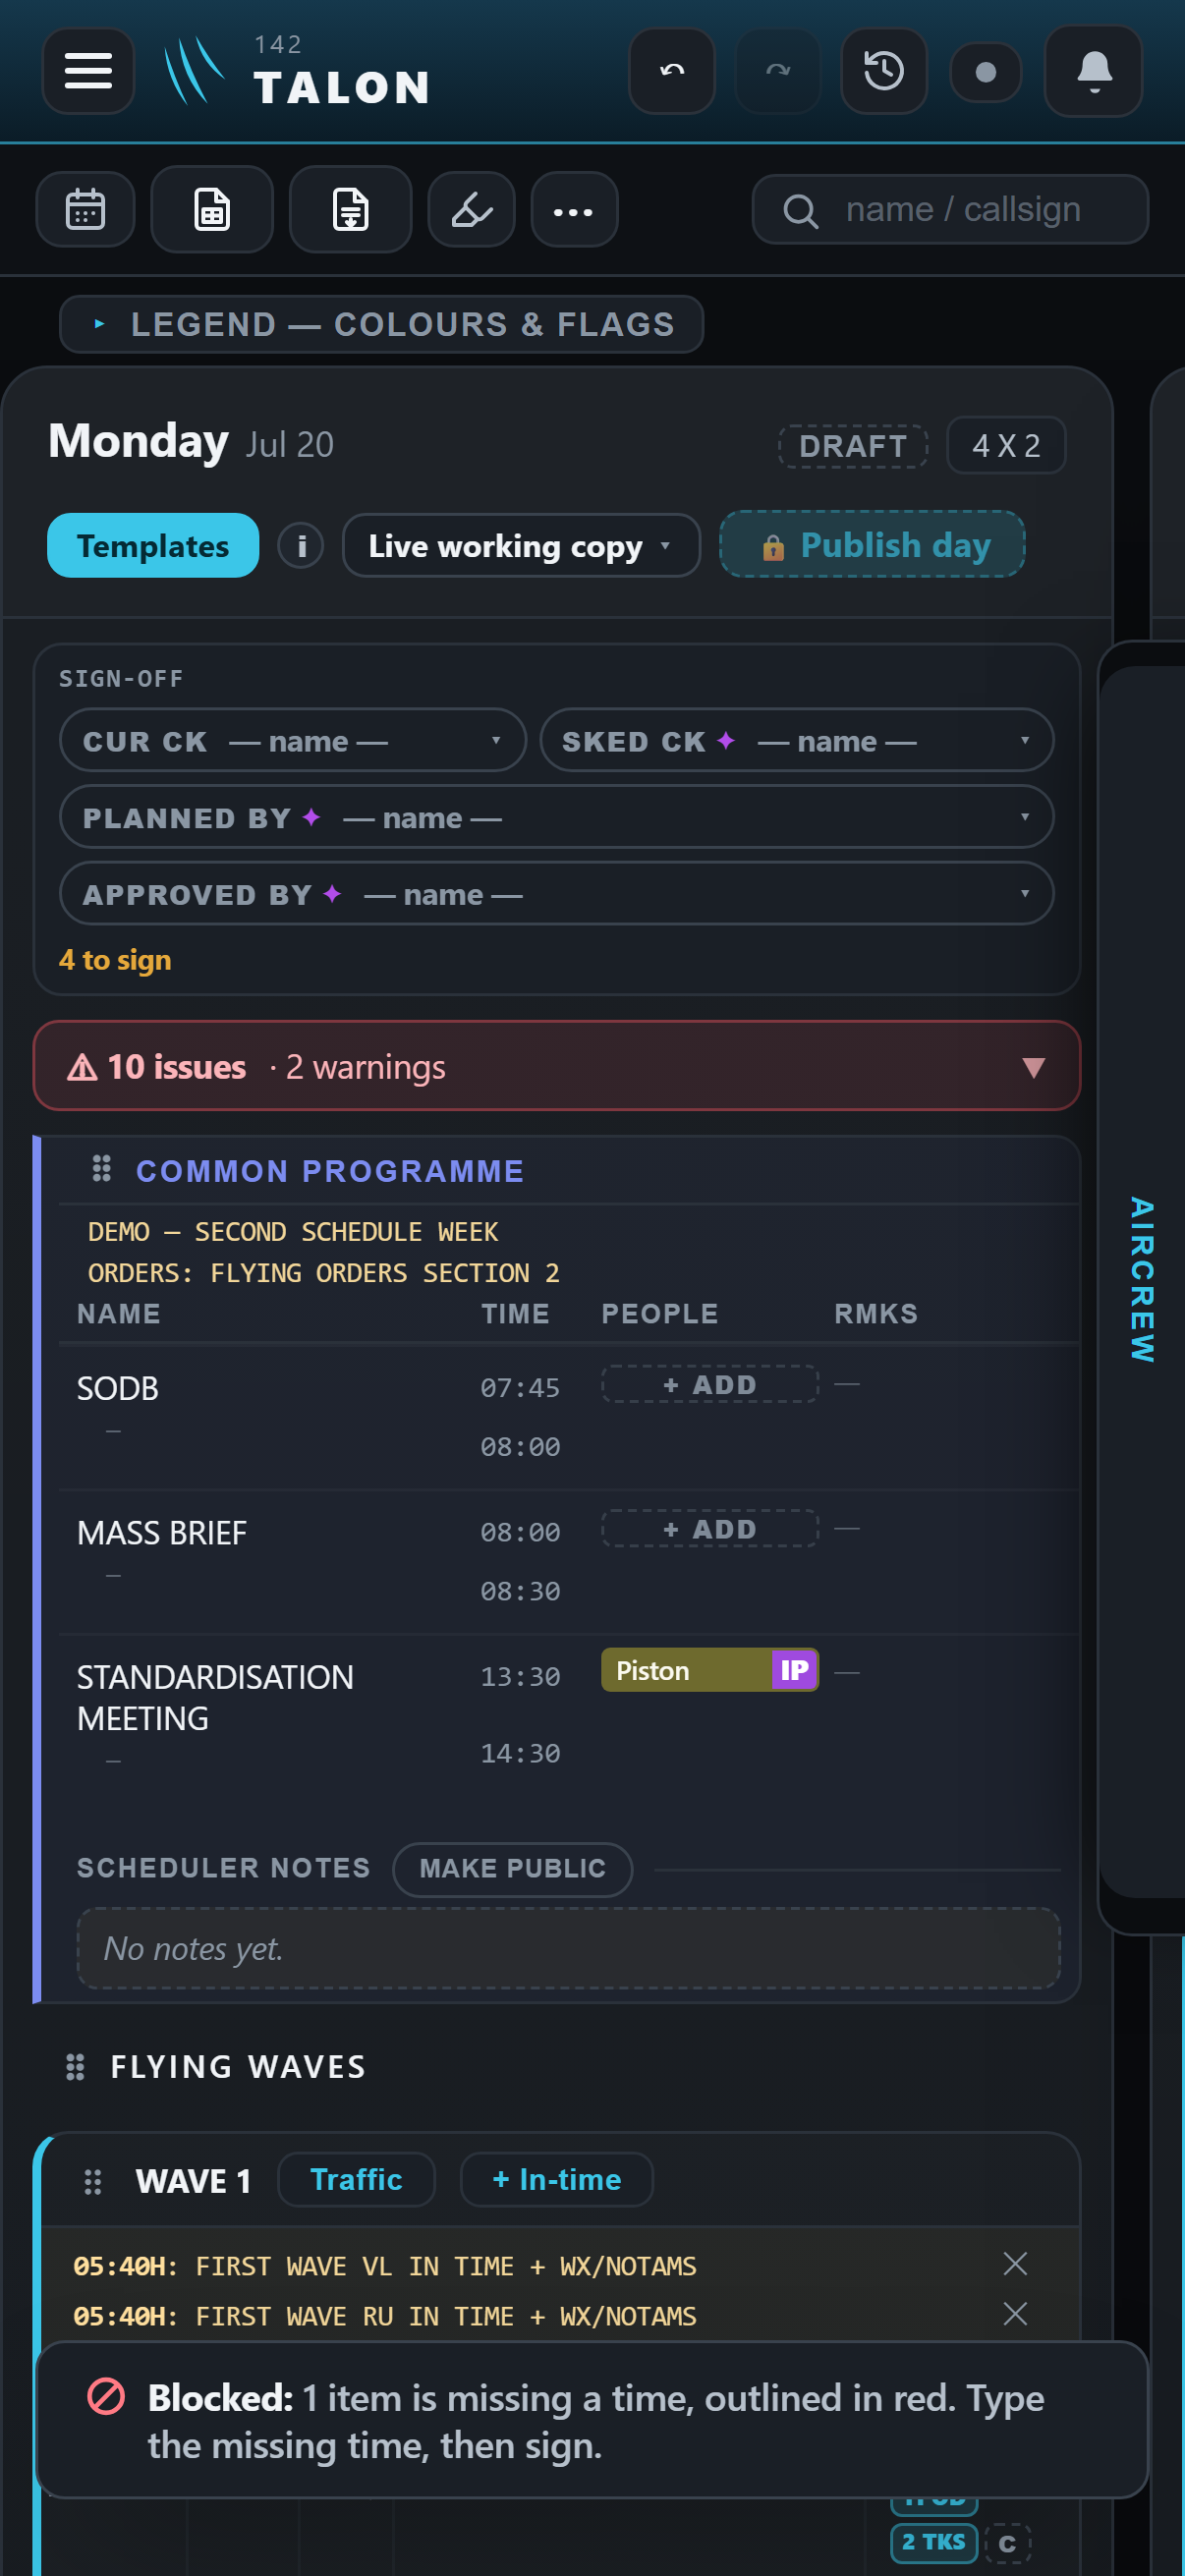 142
TALON
name / callsign
LEGEND — COLOURS & FLAGS
Monday Jul 20 DRAFT 4 X 2
Templates i Live working copy Publish day
SIGN-OFF
CUR CK — name — SKED CK — name —
PLANNED BY — name —
APPROVED BY — name —
4 to sign
10 issues · 2 warnings
COMMON PROGRAMME
DEMO — SECOND SCHEDULE WEEK
ORDERS: FLYING ORDERS SECTION 2
NAME TIME PEOPLE RMKS
SODB 07:45 + ADD —
— 08:00
MASS BRIEF 08:00 + ADD —
— 08:30
STANDARDISATION 13:30 Piston IP —
MEETING
— 14:30
AIRCREW
SCHEDULER NOTES MAKE PUBLIC
No notes yet.
FLYING WAVES
WAVE 1 Traffic + In-time
05:40H: FIRST WAVE VL IN TIME + WX/NOTAMS
05:40H: FIRST WAVE RU IN TIME + WX/NOTAMS
Blocked: 1 item is missing a time, outlined in red. Type
the missing time, then sign.
2 TKS C